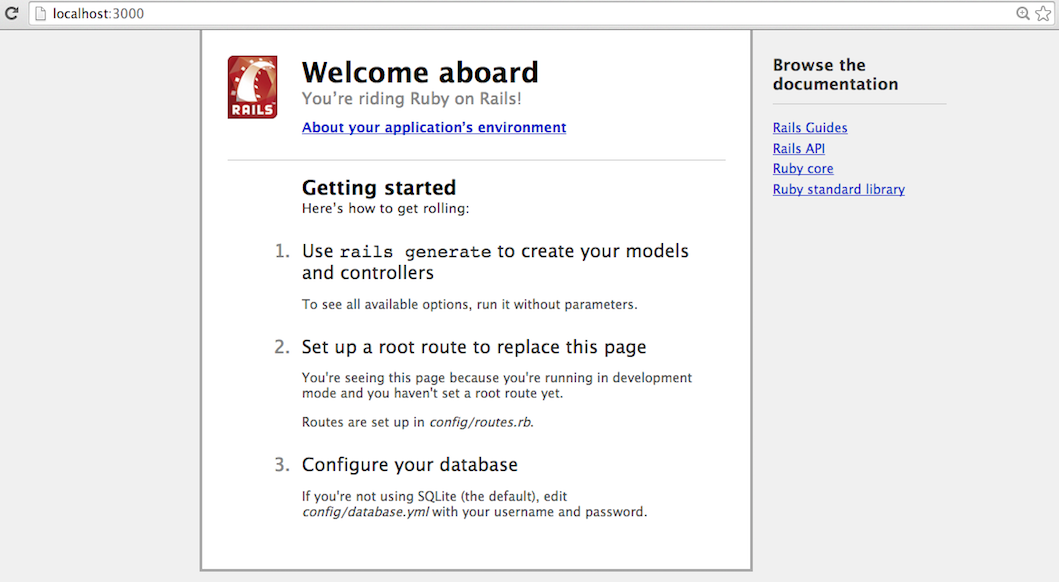 localhost:3000
RAILS
Welcome aboard
You’re riding Ruby on Rails!
About your application’s environment
Getting started
Here’s how to get rolling:
1. Use rails generate to create your models
and controllers
To see all available options, run it without parameters.
2. Set up a root route to replace this page
You're seeing this page because you're running in development
mode and you haven't set a root route yet.
Routes are set up in config/routes.rb.
3. Configure your database
If you're not using SQLite (the default), edit
config/database.yml with your username and password.
Browse the
documentation
Rails Guides
Rails API
Ruby core
Ruby standard library